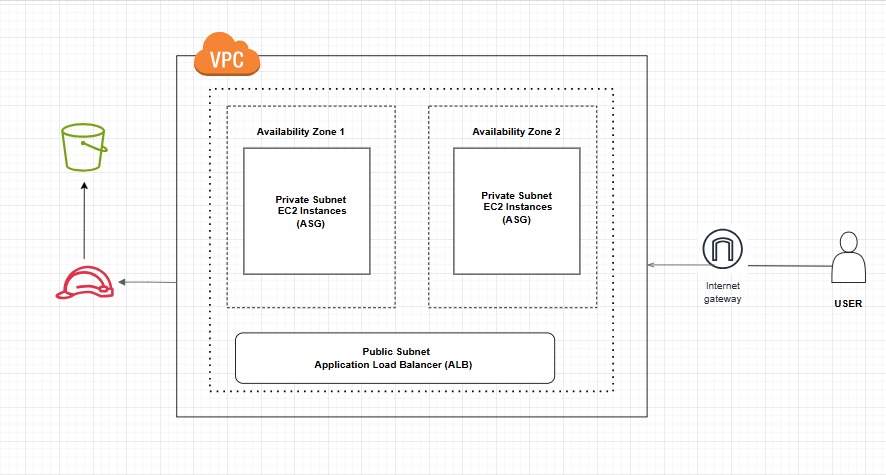 VPC
Availability Zone 1
Private Subnet
EC2 Instances
(ASG)
Availability Zone 2
Private Subnet
EC2 Instances
(ASG)
Public Subnet
Application Load Balancer (ALB)
Internet
gateway
USER